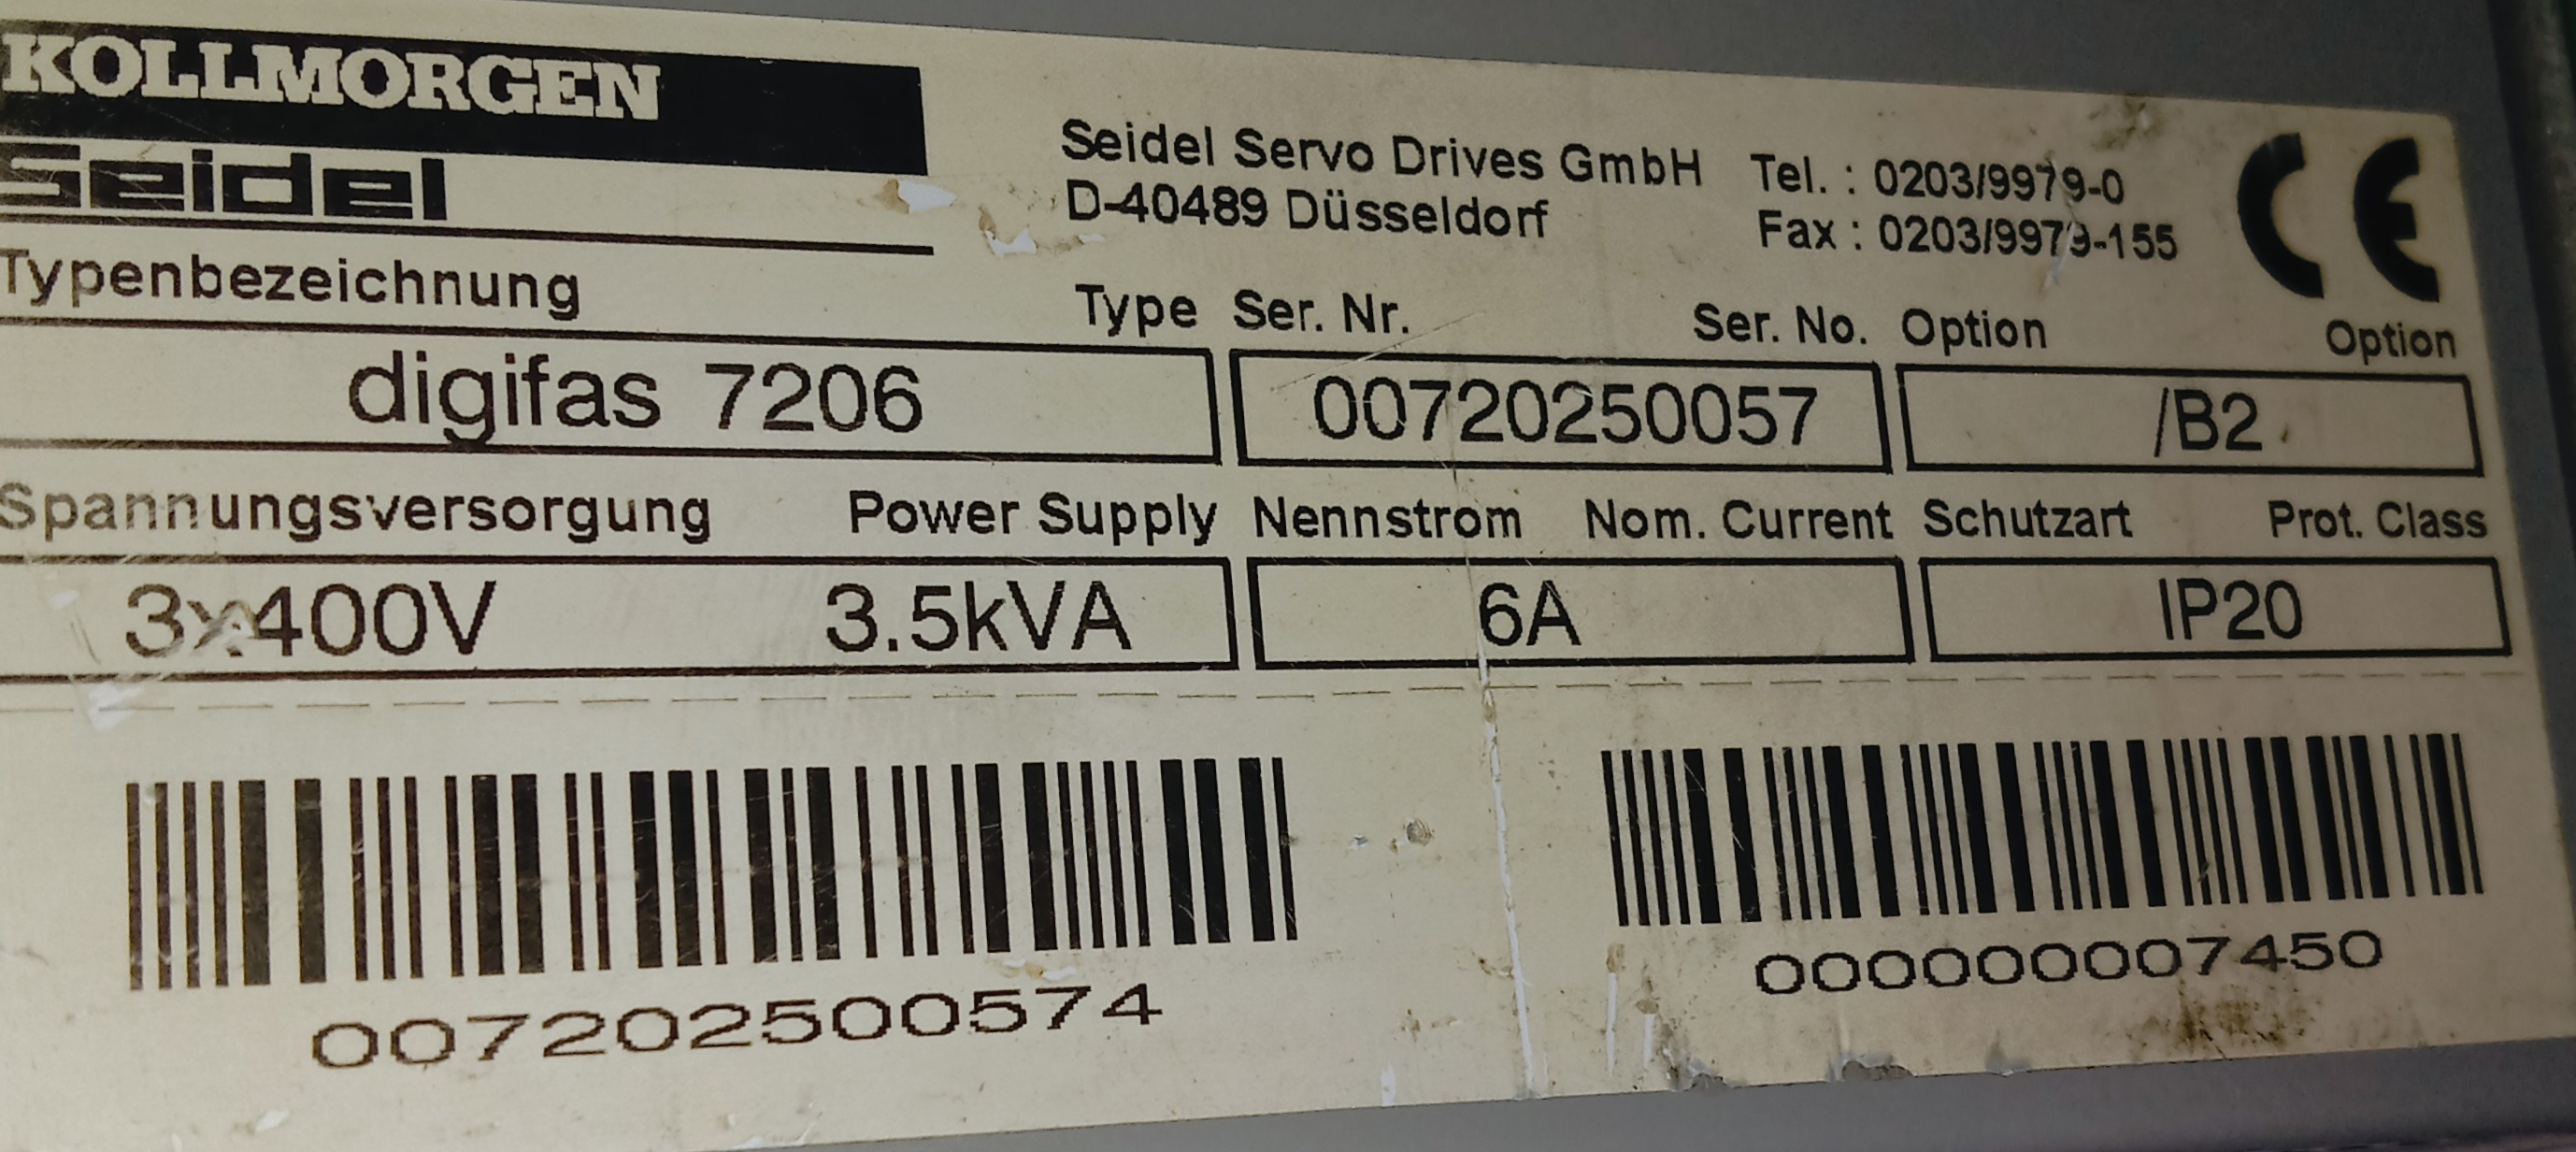 KOLLMORGEN
Seidel
Seidel Servo Drives GmbH
D-40489 Düsseldorf
Tel. : 0203/9979-0
Fax : 0203/9979-155
CE
Typenbezeichnung Type Ser. Nr. Ser. No. Option Option
digifas 7206 00720250057 /B2
Spannungsversorgung Power Supply Nennstrom Nom. Current Schutzart Prot. Class
3x400V 3.5kVA 6A IP20
007202500574
000000007450